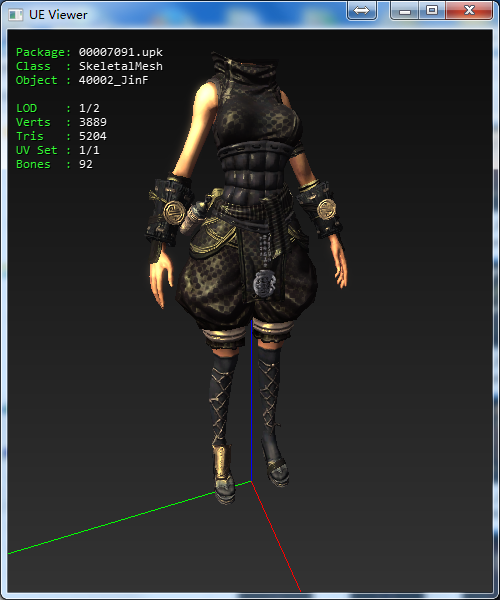 UE Viewer
Package: 00007091.upk
Class  : SkeletalMesh
Object : 40002_JinF
LOD    : 1/2
Verts  : 3889
Tris   : 5204
UV Set : 1/1
Bones  : 92